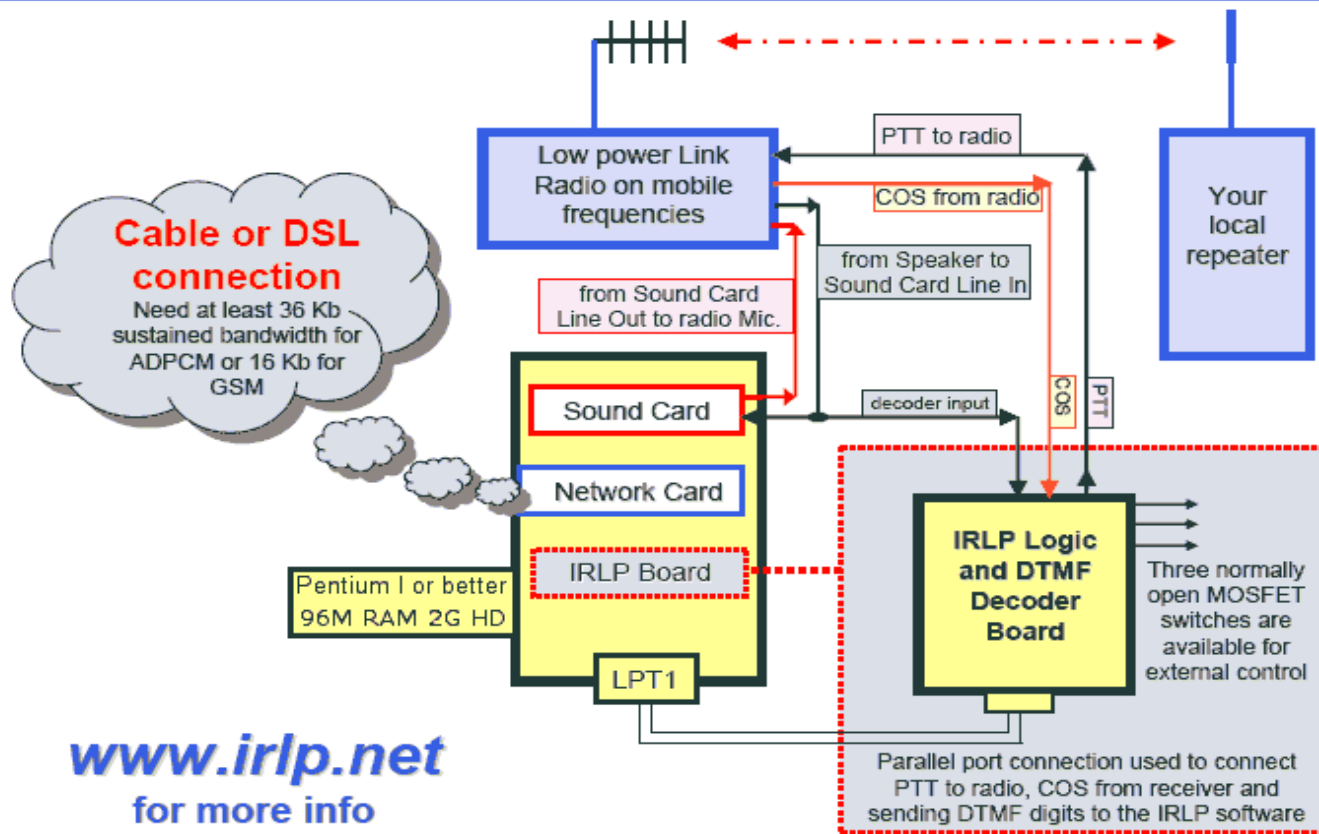 PTT to radio
Low power Link
Radio on mobile
frequencies
COS from radio
Your
local
repeater
Cable or DSL
connection
Need at least 36 Kb
sustained bandwidth for
ADPCM or 16 Kb for
GSM
from Speaker to
Sound Card Line In
from Sound Card
Line Out to radio Mic.
Sound Card
decoder input
COS
PTT
Network Card
IRLP Board
Pentium I or better
96M RAM 2G HD
LPT1
IRLP Logic
and DTMF
Decoder
Board
Three normally
open MOSFET
switches are
available for
external control
www.irlp.net
for more info
Parallel port connection used to connect
PTT to radio, COS from receiver and
sending DTMF digits to the IRLP software